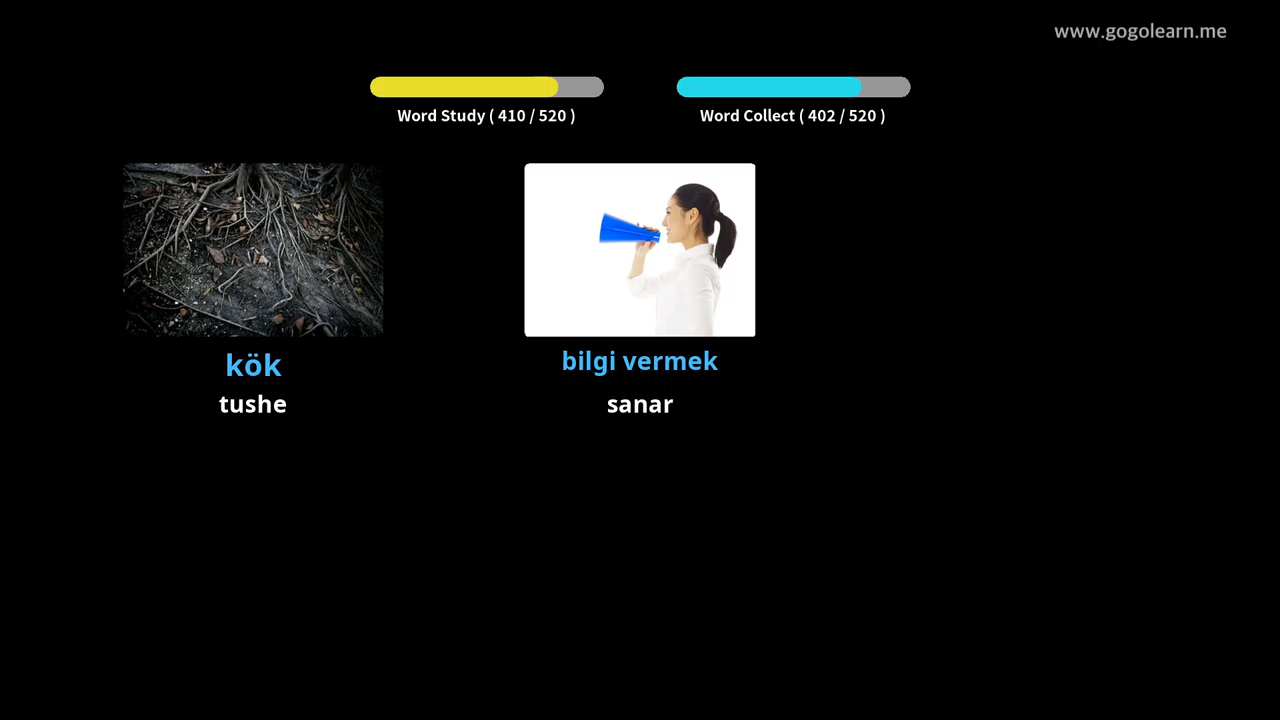 www.gogolearn.me
Word Study ( 410 / 520 )
Word Collect ( 402 / 520 )
kök
tushe
bilgi vermek
sanar